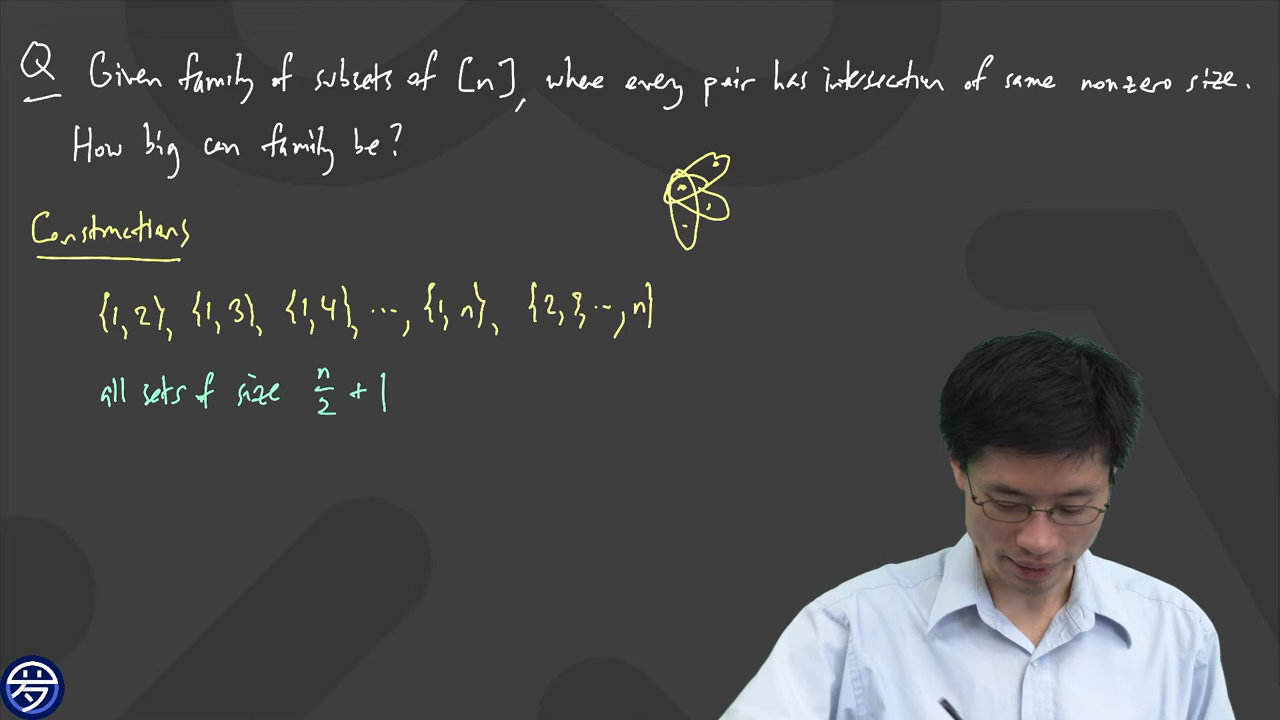 Q Given family of subsets of [n], where every pair has intersection of same nonzero size.
How big can family be?
Constructions
{1,2}, {1,3}, {1,4}, ..., {1,n}, {2,3,...,n}
all sets of size n/2 + 1